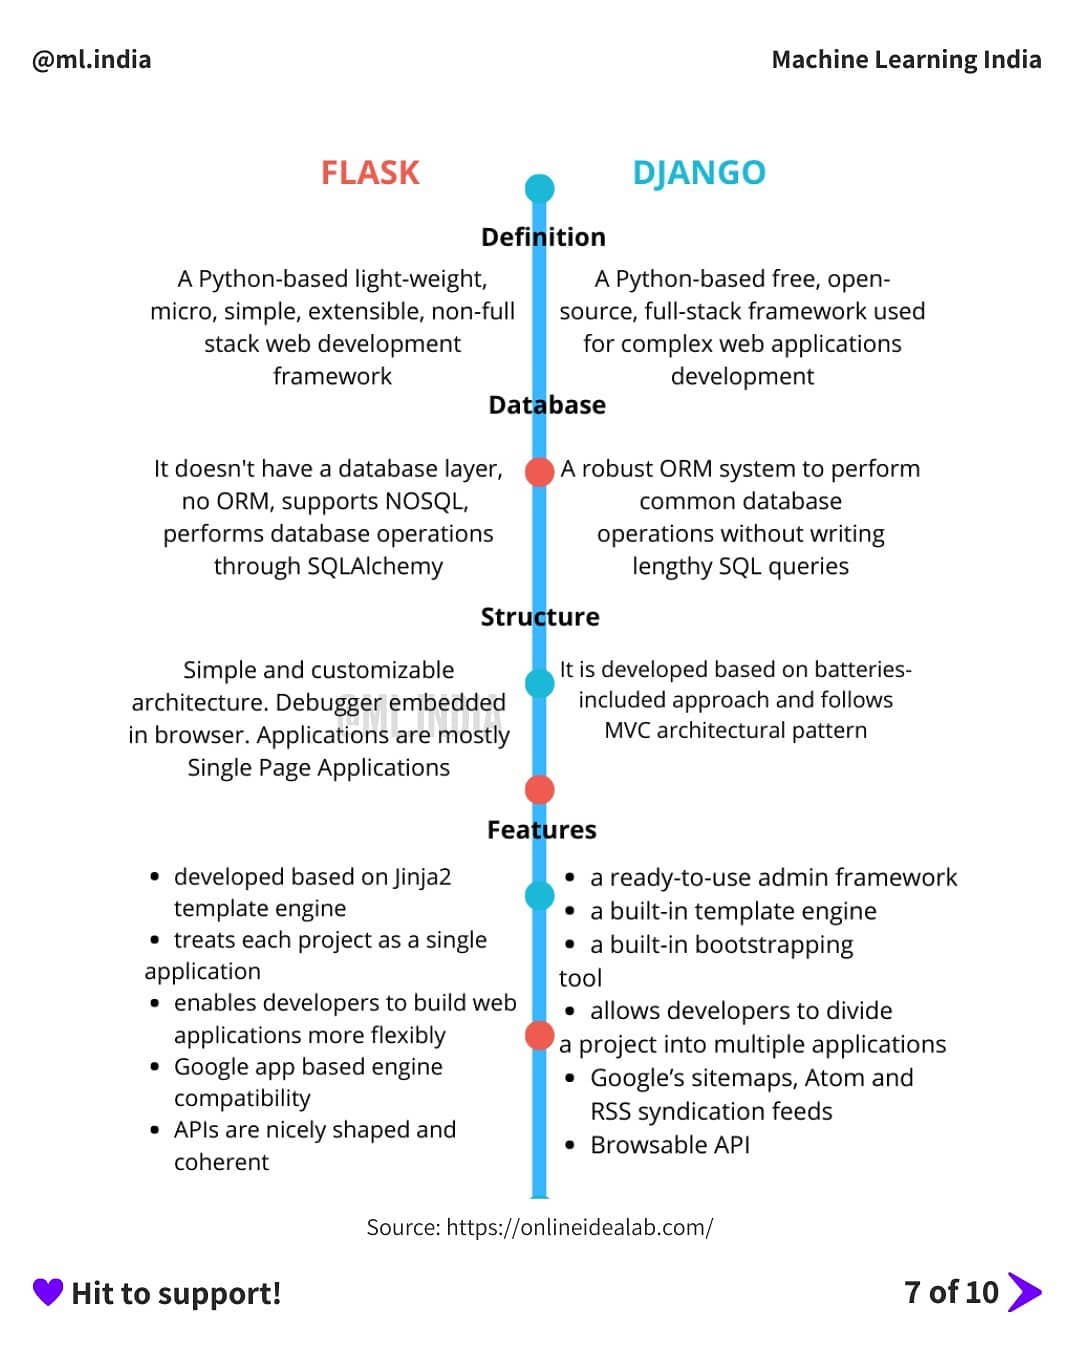 @ml.india
Machine Learning India
FLASK
DJANGO
Definition
A Python-based light-weight,
micro, simple, extensible, non-full
stack web development
framework
A Python-based free, open-
source, full-stack framework used
for complex web applications
development
Database
It doesn't have a database layer,
no ORM, supports NOSQL,
performs database operations
through SQLAlchemy
A robust ORM system to perform
common database
operations without writing
lengthy SQL queries
Structure
Simple and customizable
architecture. Debugger embedded
in browser. Applications are mostly
Single Page Applications
@ML_INDIA
It is developed based on batteries-
included approach and follows
MVC architectural pattern
Features
• developed based on Jinja2
template engine
• treats each project as a single
application
• enables developers to build web
applications more flexibly
• Google app based engine
compatibility
• APIs are nicely shaped and
coherent
• a ready-to-use admin framework
• a built-in template engine
• a built-in bootstrapping
tool
• allows developers to divide
a project into multiple applications
• Google’s sitemaps, Atom and
RSS syndication feeds
• Browsable API
Source: https://onlineidealab.com/
Hit to support!
7 of 10